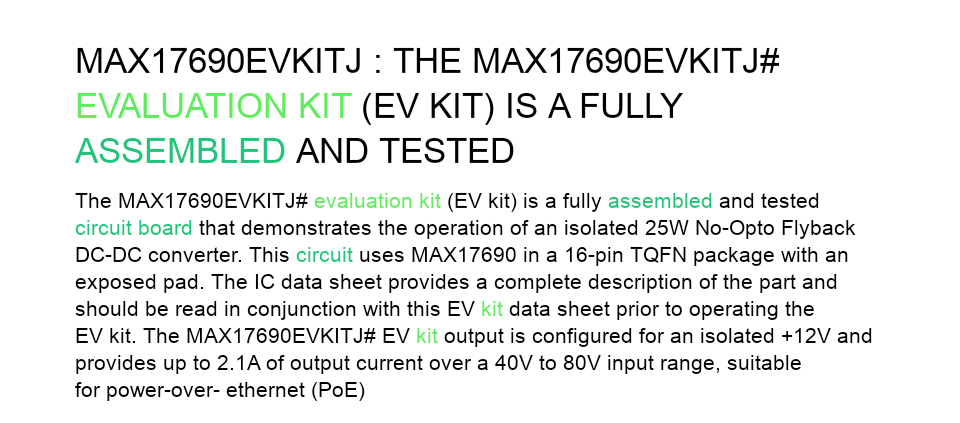 MAX17690EVKITJ : THE MAX17690EVKITJ#
EVALUATION KIT (EV KIT) IS A FULLY
ASSEMBLED AND TESTED
The MAX17690EVKITJ# evaluation kit (EV kit) is a fully assembled and tested
circuit board that demonstrates the operation of an isolated 25W No-Opto Flyback
DC-DC converter. This circuit uses MAX17690 in a 16-pin TQFN package with an
exposed pad. The IC data sheet provides a complete description of the part and
should be read in conjunction with this EV kit data sheet prior to operating the
EV kit. The MAX17690EVKITJ# EV kit output is configured for an isolated +12V and
provides up to 2.1A of output current over a 40V to 80V input range, suitable
for power-over- ethernet (PoE)